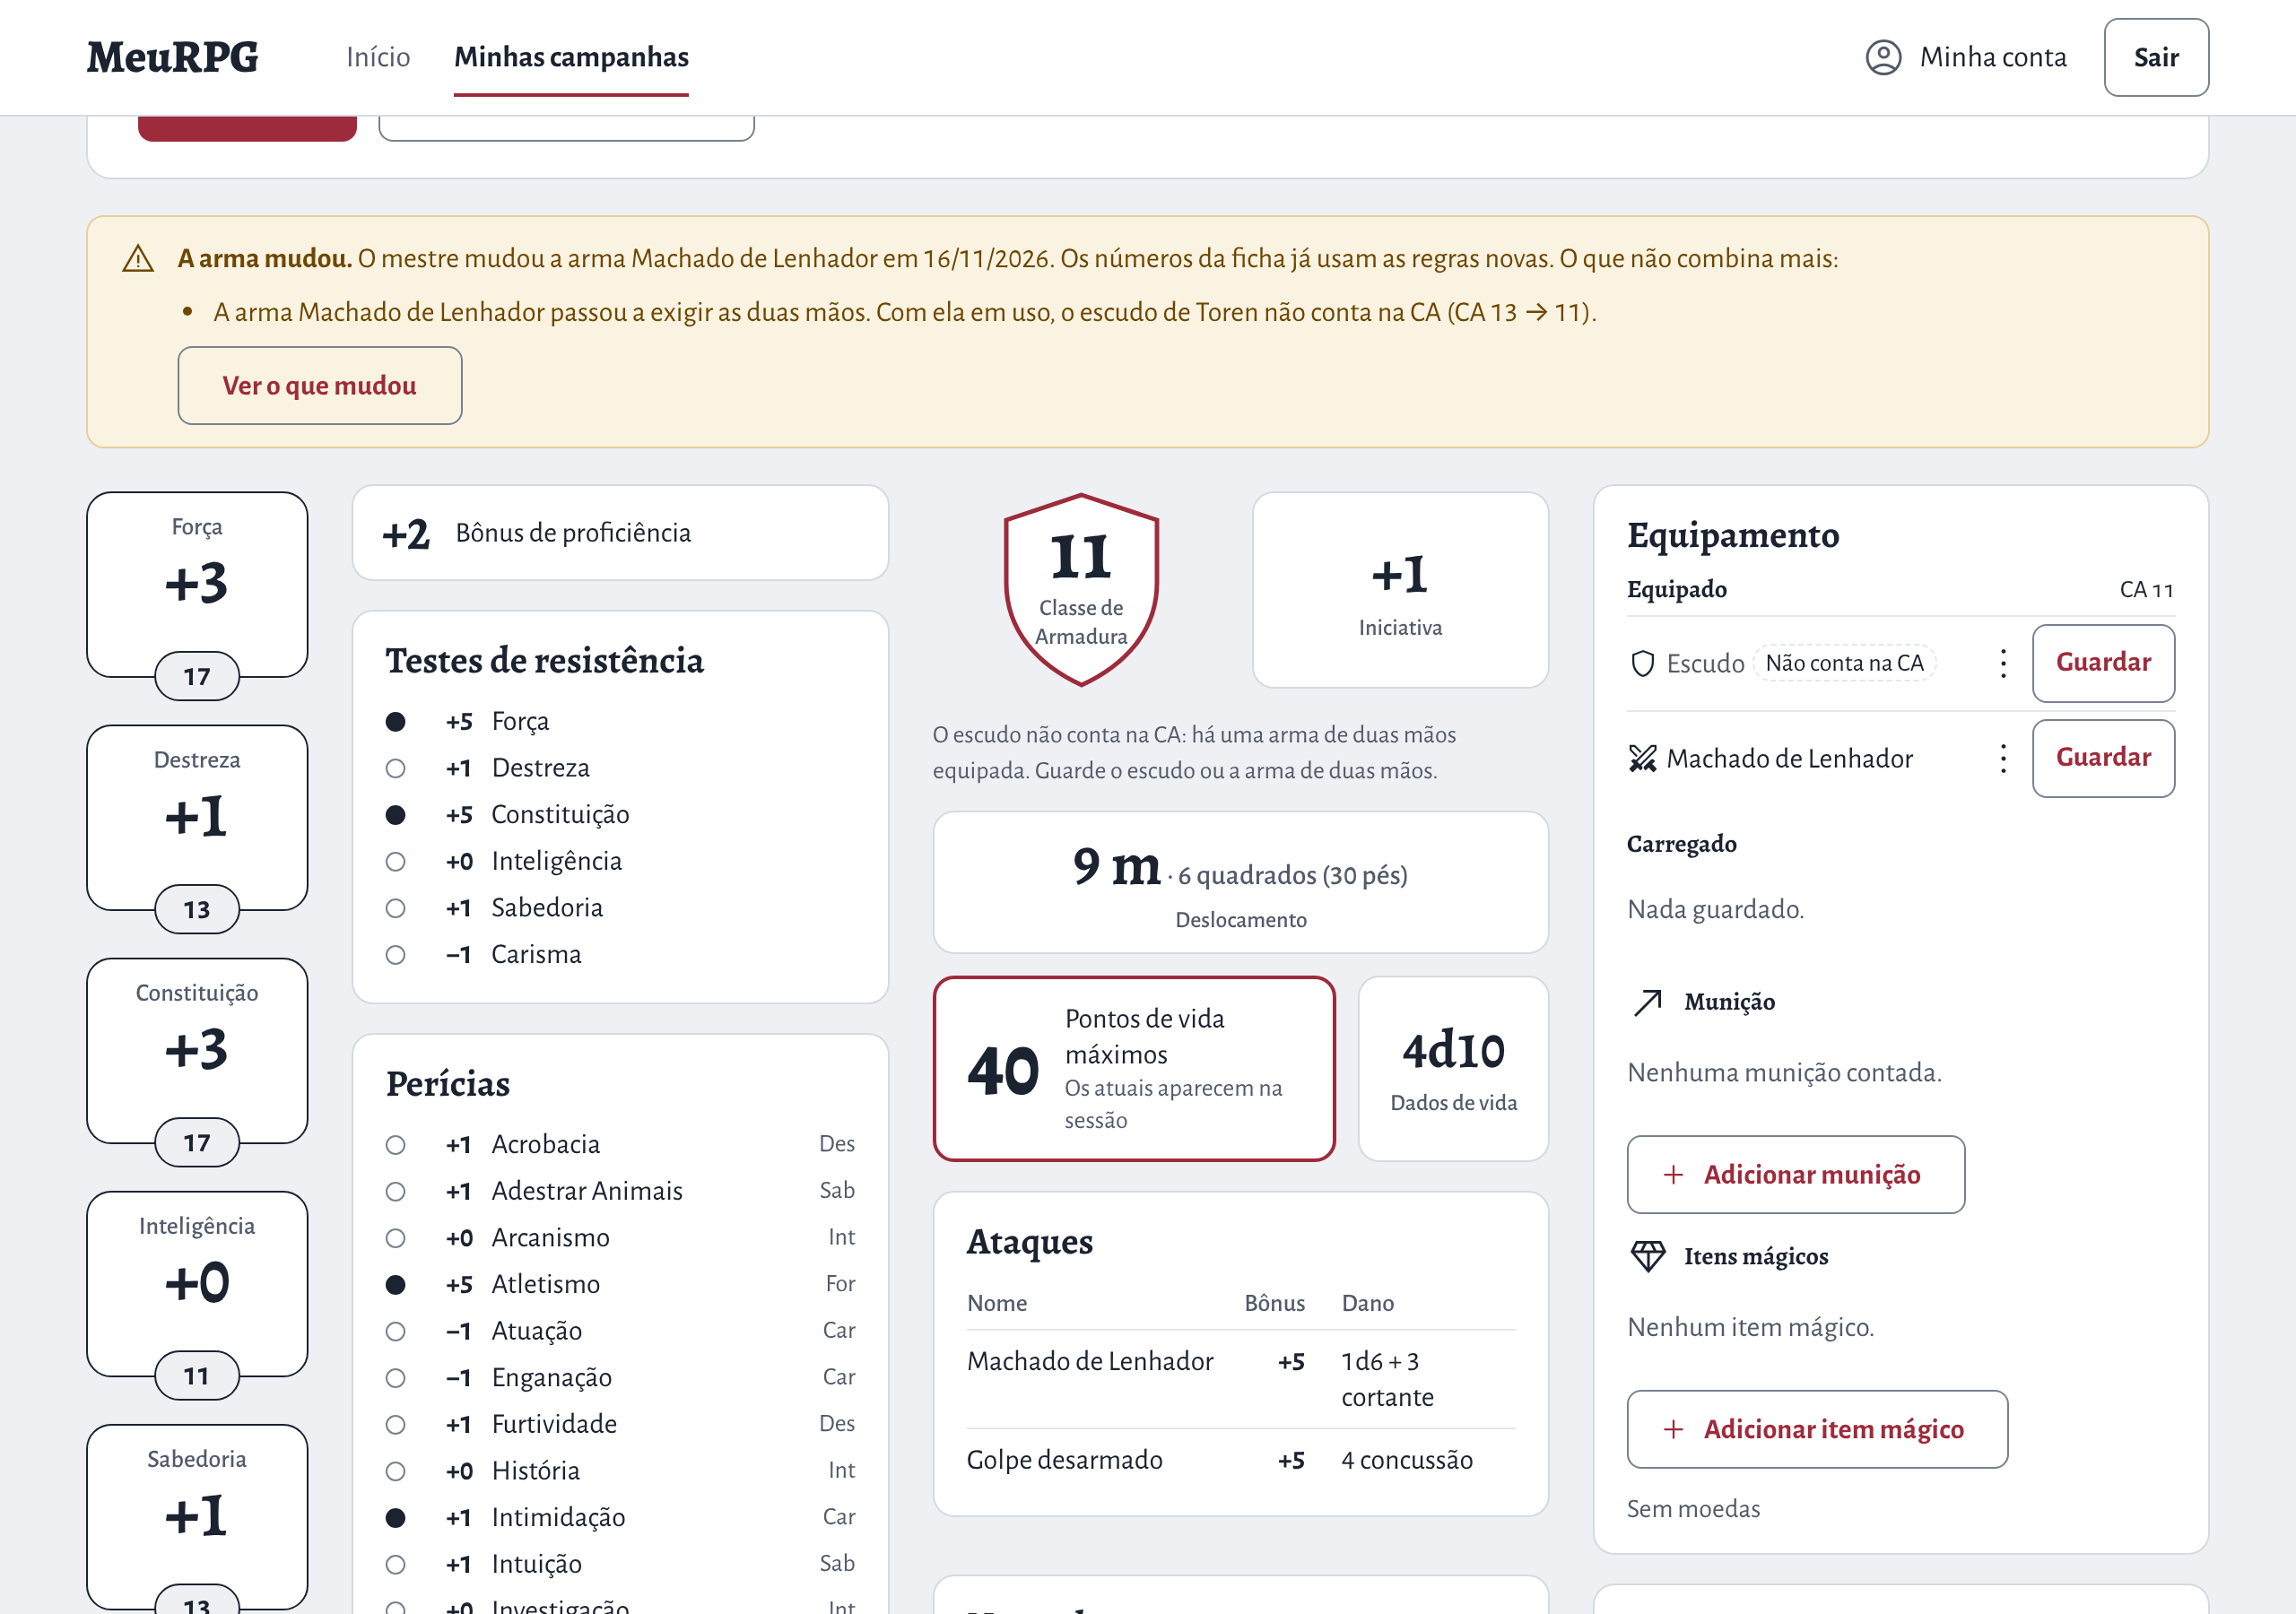 MeuRPG
Início
Minhas campanhas
Minha conta
Sair
A arma mudou. O mestre mudou a arma Machado de Lenhador em 16/11/2026. Os números da ficha já usam as regras novas. O que não combina mais:
• A arma Machado de Lenhador passou a exigir as duas mãos. Com ela em uso, o escudo de Toren não conta na CA (CA 13 → 11).
Ver o que mudou
Força
+3
17
Destreza
+1
13
Constituição
+3
17
Inteligência
+0
11
Sabedoria
+1
13
+2 Bônus de proficiência
Testes de resistência
+5 Força
+1 Destreza
+5 Constituição
+0 Inteligência
+1 Sabedoria
−1 Carisma
Perícias
+1 Acrobacia Des
+1 Adestrar Animais Sab
+0 Arcanismo Int
+5 Atletismo For
−1 Atuação Car
−1 Enganação Car
+1 Furtividade Des
+0 História Int
+1 Intimidação Car
+1 Intuição Sab
+0 Investigação Int
11
Classe de
Armadura
+1
Iniciativa
O escudo não conta na CA: há uma arma de duas mãos
equipada. Guarde o escudo ou a arma de duas mãos.
9 m · 6 quadrados (30 pés)
Deslocamento
40
Pontos de vida
máximos
Os atuais aparecem na
sessão
4d10
Dados de vida
Ataques
Nome Bônus Dano
Machado de Lenhador +5 1d6 + 3
cortante
Golpe desarmado +5 4 concussão
Equipamento
Equipado CA 11
Escudo Não conta na CA Guardar
Machado de Lenhador Guardar
Carregado
Nada guardado.
Munição
Nenhuma munição contada.
+ Adicionar munição
Itens mágicos
Nenhum item mágico.
+ Adicionar item mágico
Sem moedas